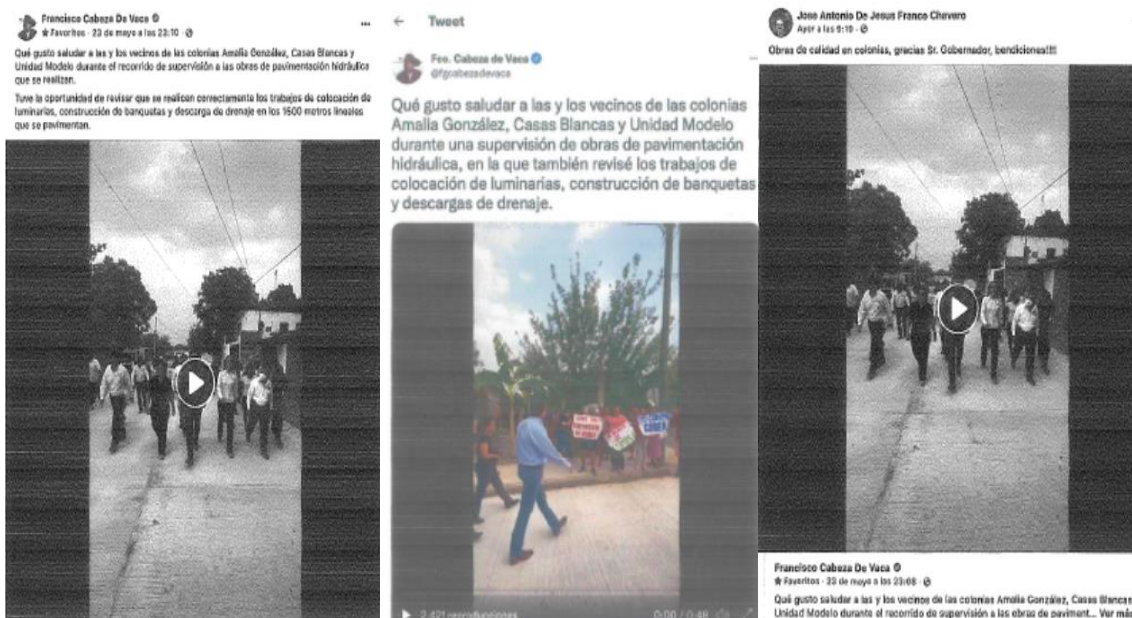 Francisco Cabeza De Vaca
Favoritos · 23 de mayo a las 23:10 ·
Qué gusto saludar a las y los vecinos de las colonias Amalia González, Casas Blancas y
Unidad Modelo durante el recorrido de supervisión a las obras de pavimentación hidráulica
que se realizan.
Tuve la oportunidad de revisar que se realicen correctamente los trabajos de colocación de
luminarias, construcción de banquetas y descarga de drenaje en los 1600 metros lineales
que se pavimentan.
Tweet
Fco. Cabeza de Vaca
@fgcabezadevaca
Qué gusto saludar a las y los vecinos de las colonias
Amalia González, Casas Blancas y Unidad Modelo
durante una supervisión de obras de pavimentación
hidráulica, en la que también revisé los trabajos de
colocación de luminarias, construcción de banquetas
y descargas de drenaje.
2,421 reproducciones
0:00 / 0:48
Jose Antonio De Jesus Franco Chavero
Ayer a las 9:19 ·
Obras de calidad en colonias, gracias Sr. Gobernador, bendiciones!!!!
Francisco Cabeza De Vaca
Favoritos · 23 de mayo a las 23:08 ·
Qué gusto saludar a las y los vecinos de las colonias Amalia González, Casas Blancas
Unidad Modelo durante el recorrido de supervisión a las obras de paviment... Ver más